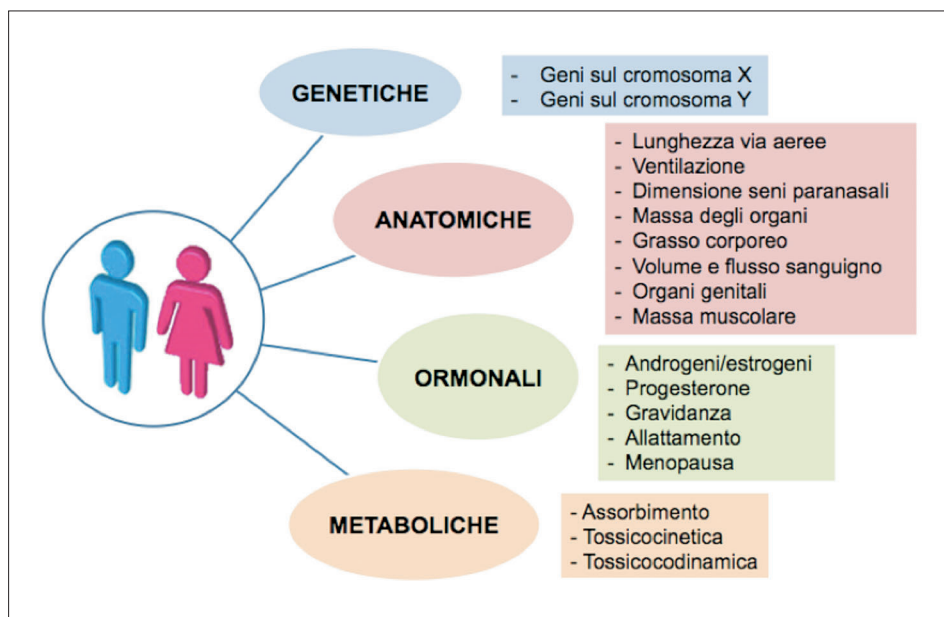 GENETICHE
- Geni sul cromosoma X
- Geni sul cromosoma Y
ANATOMICHE
- Lunghezza via aeree
- Ventilazione
- Dimensione seni paranasali
- Massa degli organi
- Grasso corporeo
- Volume e flusso sanguigno
- Organi genitali
- Massa muscolare
ORMONALI
- Androgeni/estrogeni
- Progesterone
- Gravidanza
- Allattamento
- Menopausa
METABOLICHE
- Assorbimento
- Tossicocinetica
- Tossicocodinamica